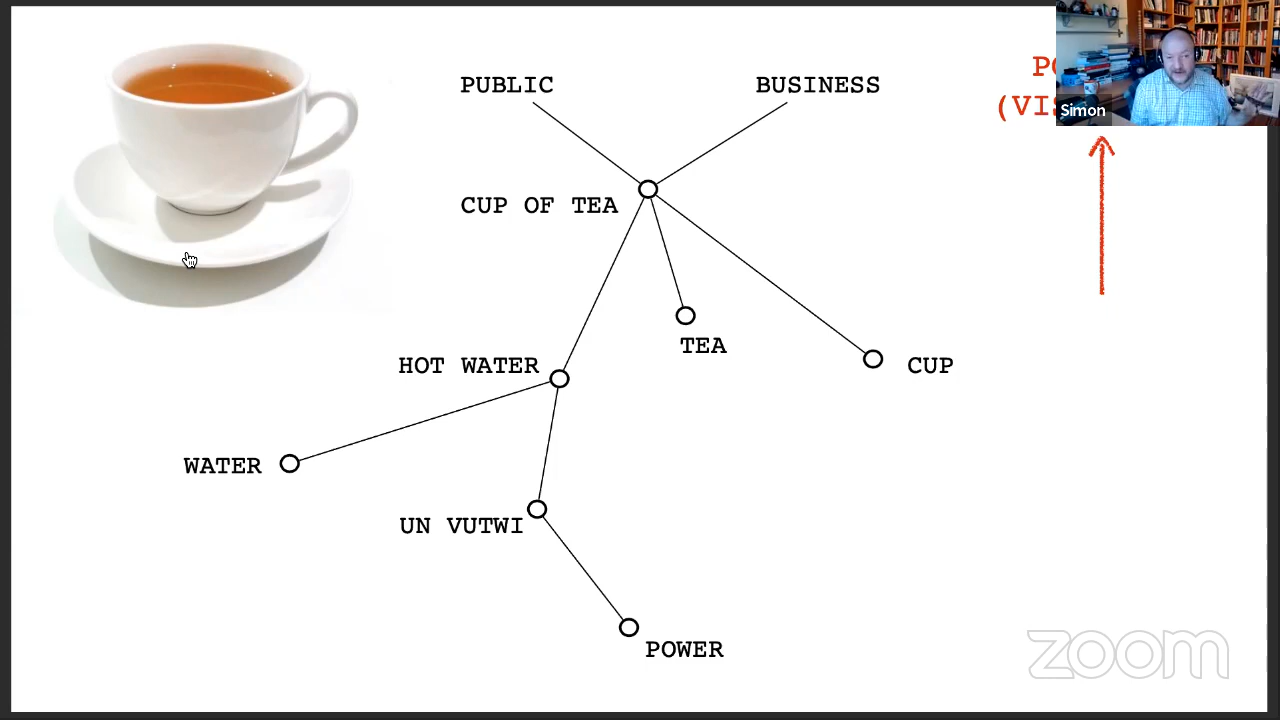 PUBLIC
BUSINESS
Simon
CUP OF TEA
TEA
HOT WATER
CUP
WATER
UN VUTWI
POWER
zoom